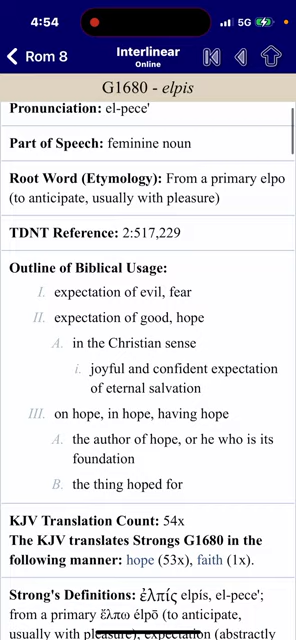 4:54
5G
Rom 8
Interlinear
Online
G1680 - elpis
Pronunciation: el-pece'
Part of Speech: feminine noun
Root Word (Etymology): From a primary elpo
(to anticipate, usually with pleasure)
TDNT Reference: 2:517,229
Outline of Biblical Usage:
I. expectation of evil, fear
II. expectation of good, hope
A. in the Christian sense
i. joyful and confident expectation
of eternal salvation
III. on hope, in hope, having hope
A. the author of hope, or he who is its
foundation
B. the thing hoped for
KJV Translation Count: 54x
The KJV translates Strongs G1680 in the
following manner: hope (53x), faith (1x).
Strong's Definitions: ἐλπίς elpís, el-pece';
from a primary ἔλπω élpō (to anticipate,
usually with pleasure); expectation (abstractly